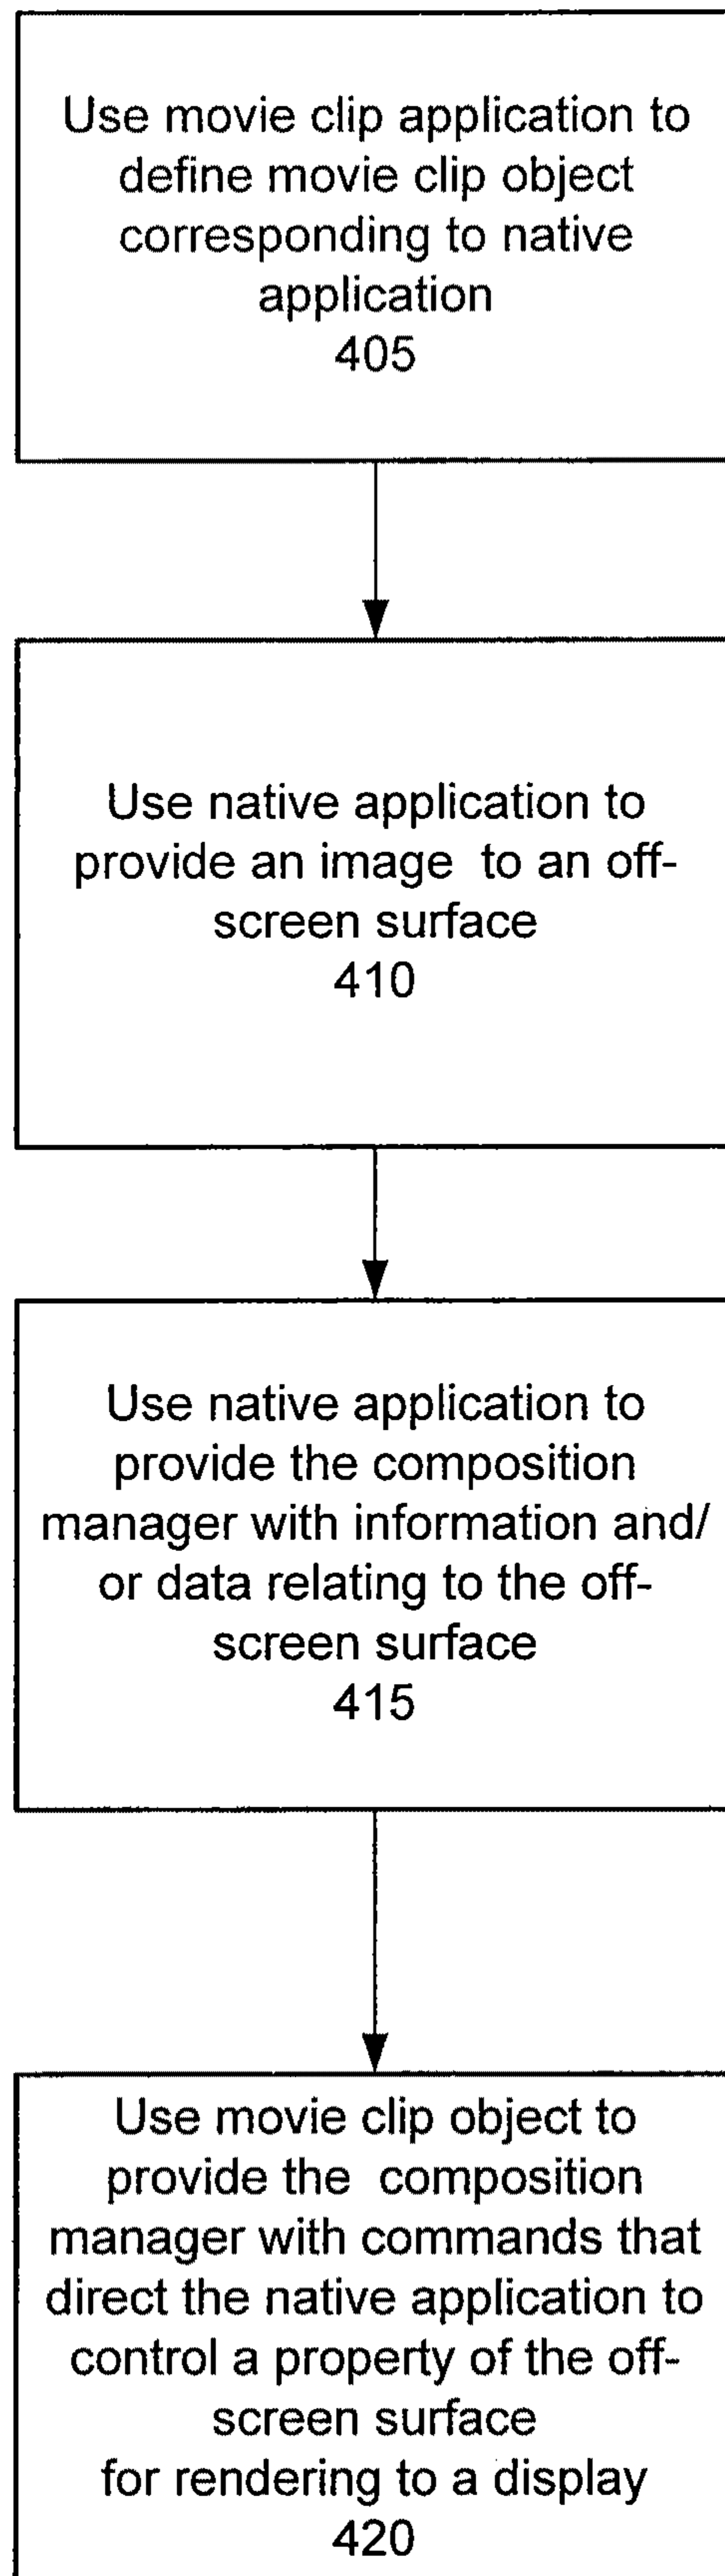 Use movie clip application to
define movie clip object
corresponding to native
application
405
Use native application to
provide an image  to an off-
screen surface
410
Use native application to
provide the composition
manager with information and/
or data relating to the off-
screen surface
415
Use movie clip object to
provide the  composition
manager with commands that
direct the native application to
control a property of the off-
screen surface
for rendering to a display
420